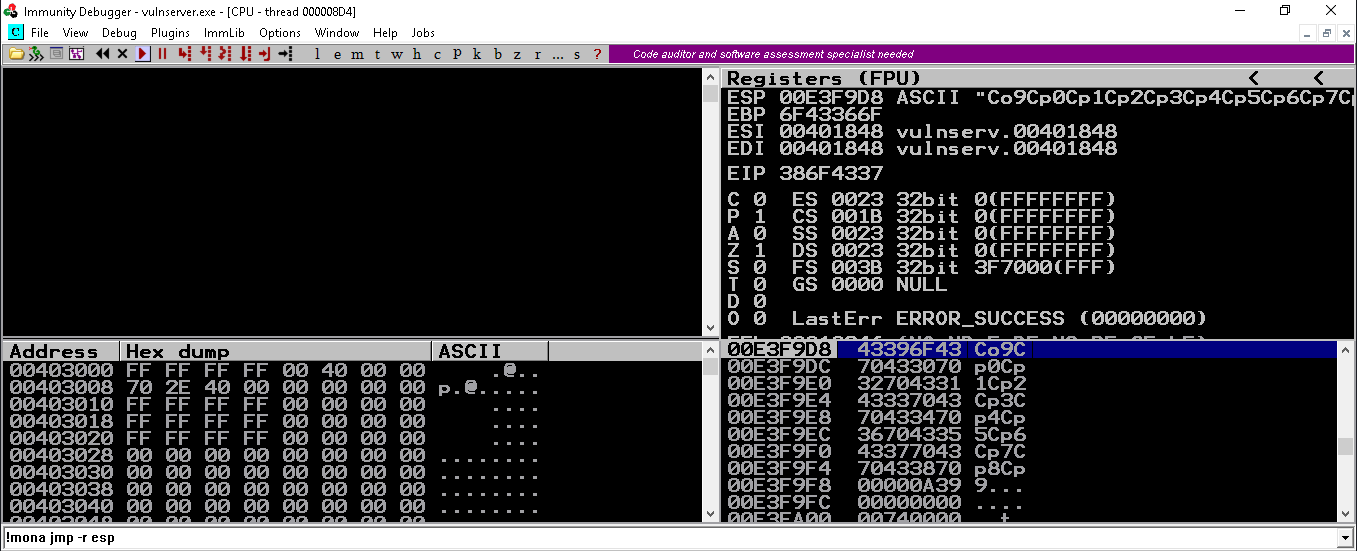 Immunity Debugger - vulnserver.exe - [CPU - thread 000008D4]
C File View Debug Plugins ImmLib Options Window Help Jobs
l e m t w h c p k b z r ... s ? Code auditor and software assessment specialist needed
Registers (FPU) < <
ESP 00E3F9D8 ASCII "Co9Cp0Cp1Cp2Cp3Cp4Cp5Cp6Cp7Cp
EBP 6F43366F
ESI 00401848 vulnserv.00401848
EDI 00401848 vulnserv.00401848
EIP 386F4337
C 0 ES 0023 32bit 0(FFFFFFFF)
P 1 CS 001B 32bit 0(FFFFFFFF)
A 0 SS 0023 32bit 0(FFFFFFFF)
Z 1 DS 0023 32bit 0(FFFFFFFF)
S 0 FS 003B 32bit 3F7000(FFF)
T 0 GS 0000 NULL
D 0
O 0 LastErr ERROR_SUCCESS (00000000)
Address Hex dump ASCII
00403000 FF FF FF FF 00 40 00 00 .@..
00403008 70 2E 40 00 00 00 00 00 p.@.....
00403010 FF FF FF FF 00 00 00 00 ....
00403018 FF FF FF FF 00 00 00 00 ....
00403020 FF FF FF FF 00 00 00 00 ....
00403028 00 00 00 00 00 00 00 00 ........
00403030 00 00 00 00 00 00 00 00 ........
00403038 00 00 00 00 00 00 00 00 ........
00403040 00 00 00 00 00 00 00 00 ........
00E3F9D8 43396F43 Co9C
00E3F9DC 70433070 p0Cp
00E3F9E0 32704331 1Cp2
00E3F9E4 43337043 Cp3C
00E3F9E8 70433470 p4Cp
00E3F9EC 36704335 5Cp6
00E3F9F0 43377043 Cp7C
00E3F9F4 70433870 p8Cp
00E3F9F8 00000A39 9...
00E3F9FC 00000000 ....
00E3FA00 00740000 ..t.
!mona jmp -r esp